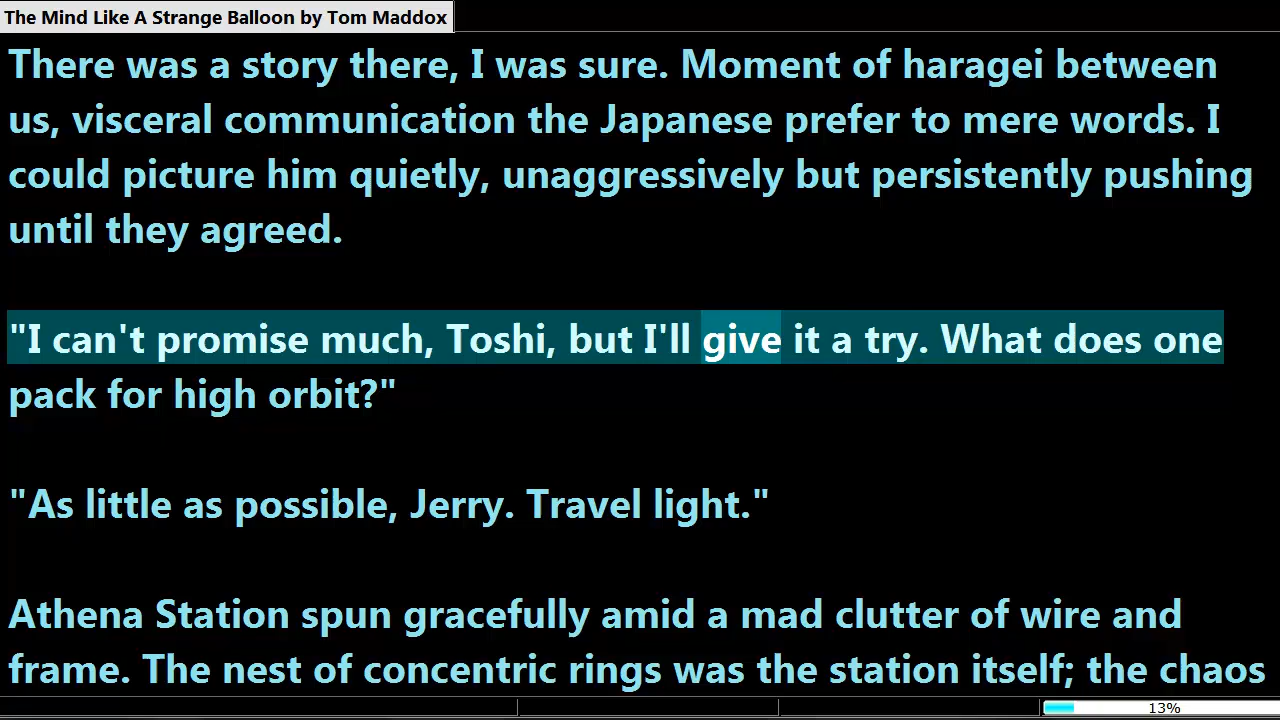 The Mind Like A Strange Balloon by Tom Maddox
There was a story there, I was sure. Moment of haragei between
us, visceral communication the Japanese prefer to mere words. I
could picture him quietly, unaggressively but persistently pushing
until they agreed.
"I can't promise much, Toshi, but I'll give it a try. What does one
pack for high orbit?"
"As little as possible, Jerry. Travel light."
Athena Station spun gracefully amid a mad clutter of wire and
frame. The nest of concentric rings was the station itself; the chaos
13%